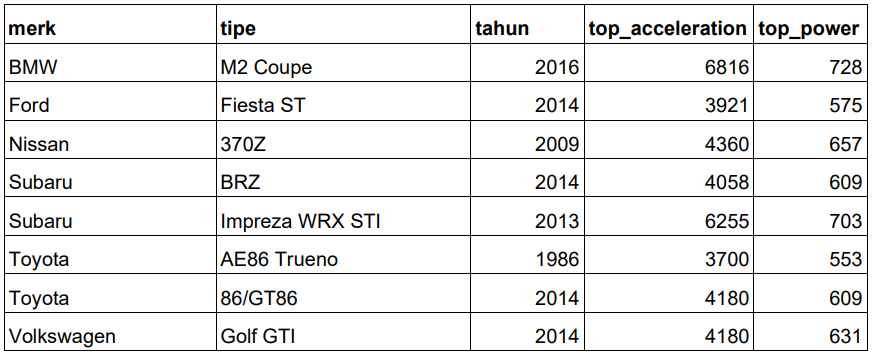 merk tipe tahun top_acceleration top_power
BMW M2 Coupe 2016 6816 728
Ford Fiesta ST 2014 3921 575
Nissan 370Z 2009 4360 657
Subaru BRZ 2014 4058 609
Subaru Impreza WRX STI 2013 6255 703
Toyota AE86 Trueno 1986 3700 553
Toyota 86/GT86 2014 4180 609
Volkswagen Golf GTI 2014 4180 631